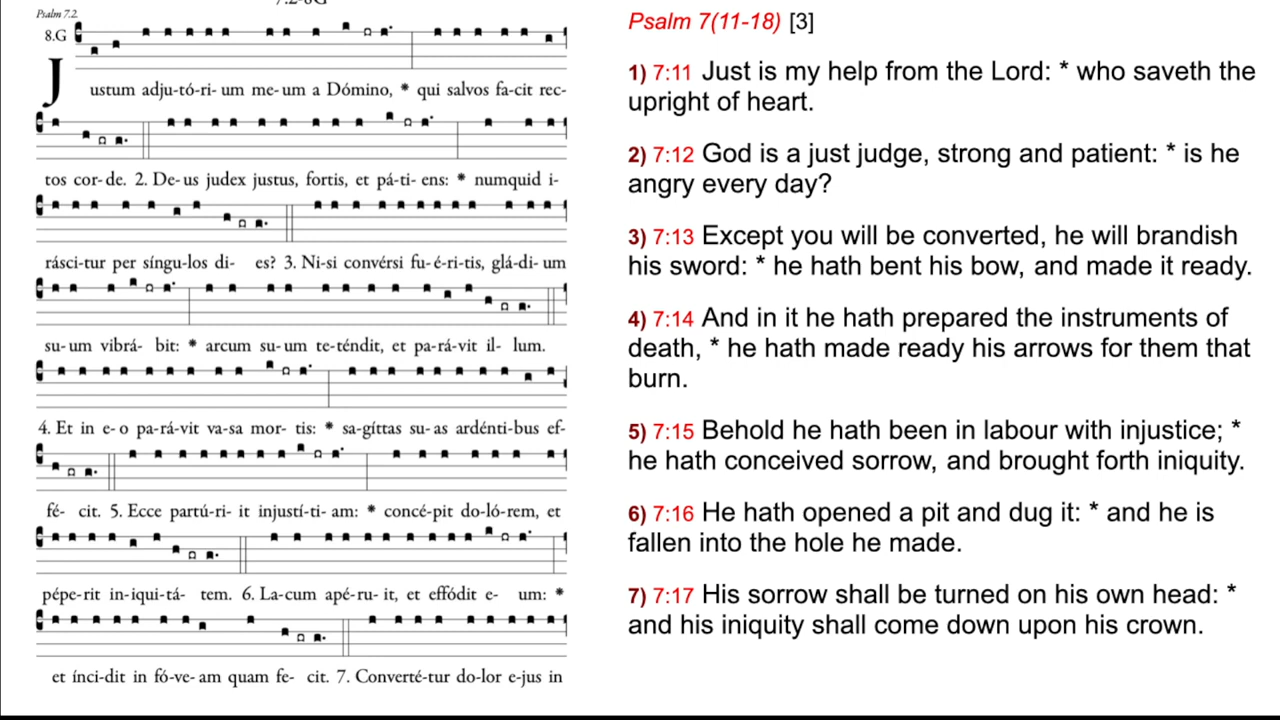 7.2-8G
Psalm 7.2
8.G
Justum adju-tó-ri- um me- um a Dómino, * qui salvos fa-cit rec-
tos cor- de. 2. De- us judex justus, fortis, et pá-ti- ens: * numquid i-
rásci-tur per síngu-los di- es? 3. Ni-si convérsi fu- é-ri-tis, glá-di- um
su- um vibrá- bit: * arcum su- um te-téndit, et pa-rá-vit il- lum.
4. Et in e- o pa-rá-vit va-sa mor- tis: * sa-gíttas su- as ardénti-bus ef-
fé- cit. 5. Ecce partú-ri- it injustí-ti- am: * concé-pit do-ló-rem, et
pépe-rit in-iqui-tá- tem. 6. La-cum apé-ru- it, et effódit e- um: *
et ínci-dit in fó-ve- am quam fe- cit. 7. Converté-tur do-lor e-jus in
Psalm 7(11-18) [3]
1) 7:11 Just is my help from the Lord: * who saveth the
upright of heart.
2) 7:12 God is a just judge, strong and patient: * is he
angry every day?
3) 7:13 Except you will be converted, he will brandish
his sword: * he hath bent his bow, and made it ready.
4) 7:14 And in it he hath prepared the instruments of
death, * he hath made ready his arrows for them that
burn.
5) 7:15 Behold he hath been in labour with injustice; *
he hath conceived sorrow, and brought forth iniquity.
6) 7:16 He hath opened a pit and dug it: * and he is
fallen into the hole he made.
7) 7:17 His sorrow shall be turned on his own head: *
and his iniquity shall come down upon his crown.